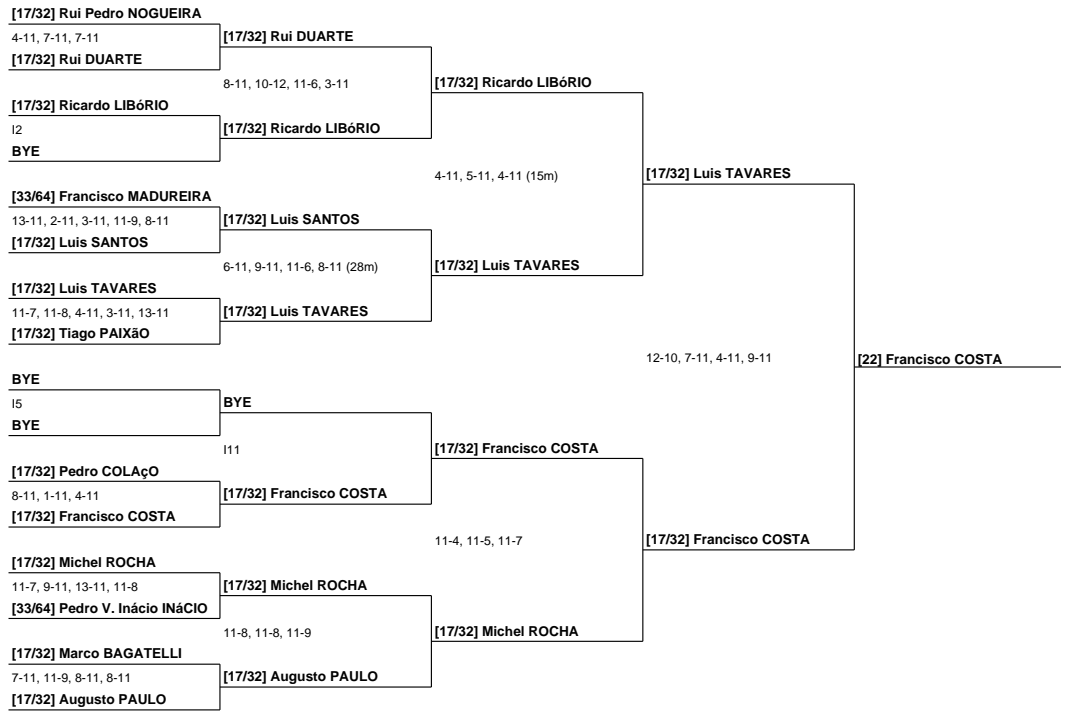 [17/32] Rui Pedro NOGUEIRA
4-11, 7-11, 7-11
[17/32] Rui DUARTE
[17/32] Rui DUARTE
8-11, 10-12, 11-6, 3-11
[17/32] Ricardo LIBóRIO
[17/32] Ricardo LIBóRIO
I2
[17/32] Ricardo LIBóRIO
BYE
4-11, 5-11, 4-11 (15m)
[17/32] Luis TAVARES
[33/64] Francisco MADUREIRA
13-11, 2-11, 3-11, 11-9, 8-11
[17/32] Luis SANTOS
[17/32] Luis SANTOS
6-11, 9-11, 11-6, 8-11 (28m)
[17/32] Luis TAVARES
[17/32] Luis TAVARES
11-7, 11-8, 4-11, 3-11, 13-11
[17/32] Luis TAVARES
[17/32] Tiago PAIXãO
12-10, 7-11, 4-11, 9-11
[22] Francisco COSTA
BYE
I5
BYE
BYE
I11
[17/32] Francisco COSTA
[17/32] Pedro COLAçO
8-11, 1-11, 4-11
[17/32] Francisco COSTA
[17/32] Francisco COSTA
11-4, 11-5, 11-7
[17/32] Francisco COSTA
[17/32] Michel ROCHA
11-7, 9-11, 13-11, 11-8
[17/32] Michel ROCHA
[33/64] Pedro V. Inácio INáCIO
11-8, 11-8, 11-9
[17/32] Michel ROCHA
[17/32] Marco BAGATELLI
7-11, 11-9, 8-11, 8-11
[17/32] Augusto PAULO
[17/32] Augusto PAULO